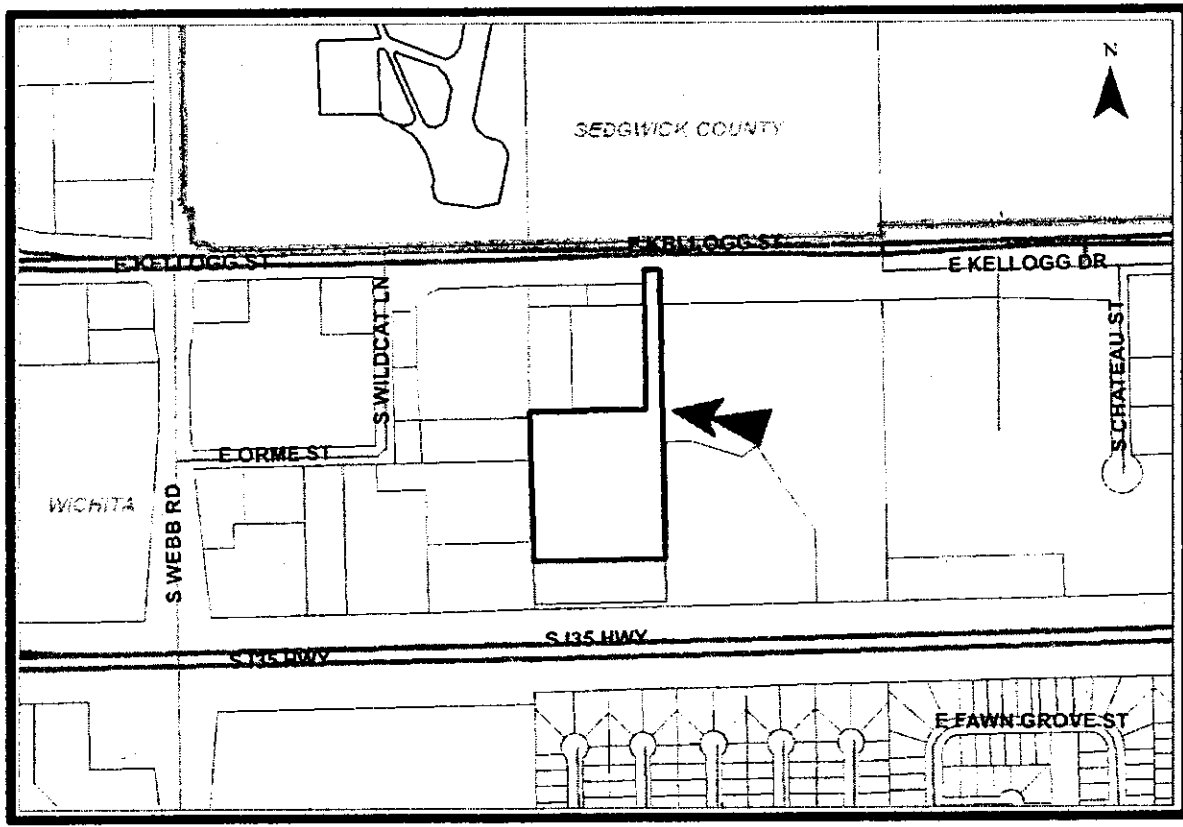 N
SEDGWICK COUNTY
E KELLOGG ST
E KELLOGG ST
E KELLOGG DR
S WILDCAT LN
S CHATEAU ST
E ORME ST
WICHITA
S WEBB RD
S I35 HWY
S I35 HWY
E FAWN GROVE ST